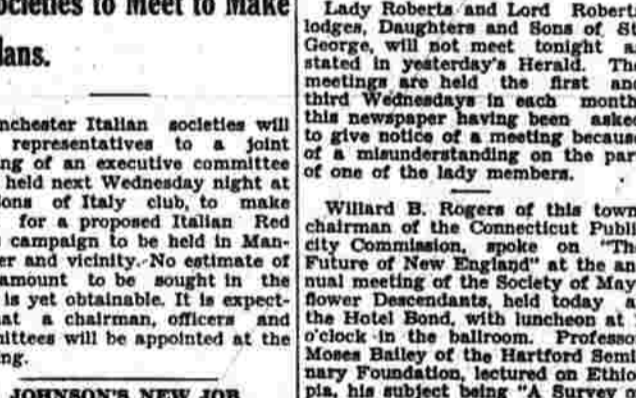 ocieties to Meet to Make
lans.
nchester Italian societies will
representatives to a joint
ng of an executive committee
held next Wednesday night at
ons of Italy club, to make
for a proposed Italian Red
campaign to be held in Man-
er and vicinity. No estimate of
amount to be sought in the
is yet obtainable. It is expect-
at a chairman, officers and
mittees will be appointed at the
ng.
JOHNSON'S NEW JOB
Lady Roberts and Lord Roberts
lodges, Daughters and Sons of St.
George, will not meet tonight as
stated in yesterday's Herald. The
meetings are held the first and
third Wednesdays in each month
this newspaper having been asked
to give notice of a meeting because
of a misunderstanding on the par
of one of the lady members.
Willard B. Rogers of this town
chairman of the Connecticut Publi
city Commission, spoke on "The
Future of New England" at the an-
nual meeting of the Society of May
flower Descendants, held today a
the Hotel Bond, with luncheon at
o'clock in the ballroom. Professo
Moses Bailey of the Hartford Semi
nary Foundation, lectured on Ethio
pia, his subject being "A Survey o